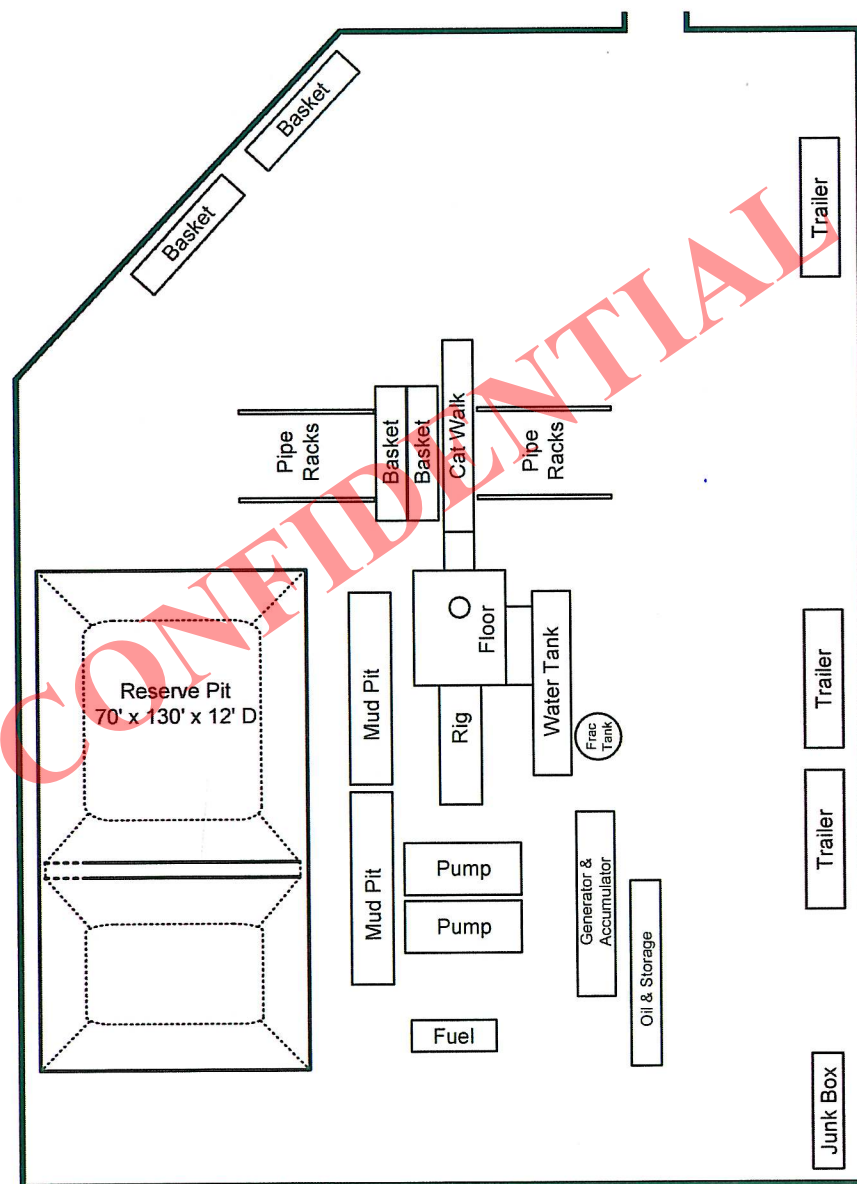 Basket
Basket
Trailer
CONFIDENTIAL
Pipe
Racks
Basket
Basket
Cat Walk
Pipe
Racks
Reserve Pit
70' x 130' x 12' D
Mud Pit
Floor
Rig
Water Tank
Frac
Tank
Trailer
Mud Pit
Pump
Pump
Generator &
Accumulator
Trailer
Oil & Storage
Fuel
Junk Box